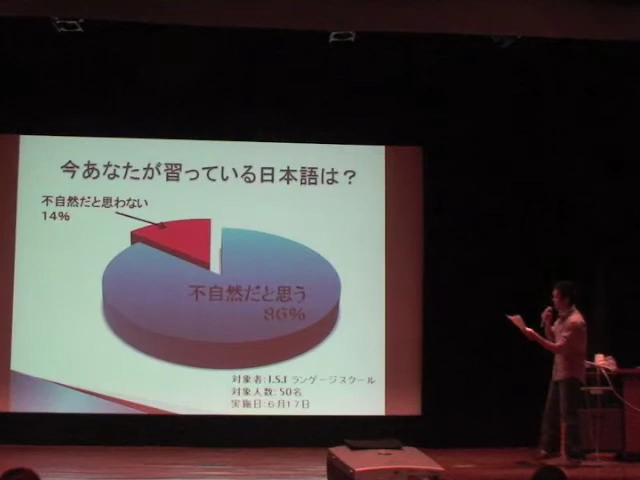 今あなたが習っている日本語は？
不自然だと思わない
14%
不自然だと思う
86%
対象者:I.S.I ランゲージスクール
対象人数:50名
実施日:6月17日